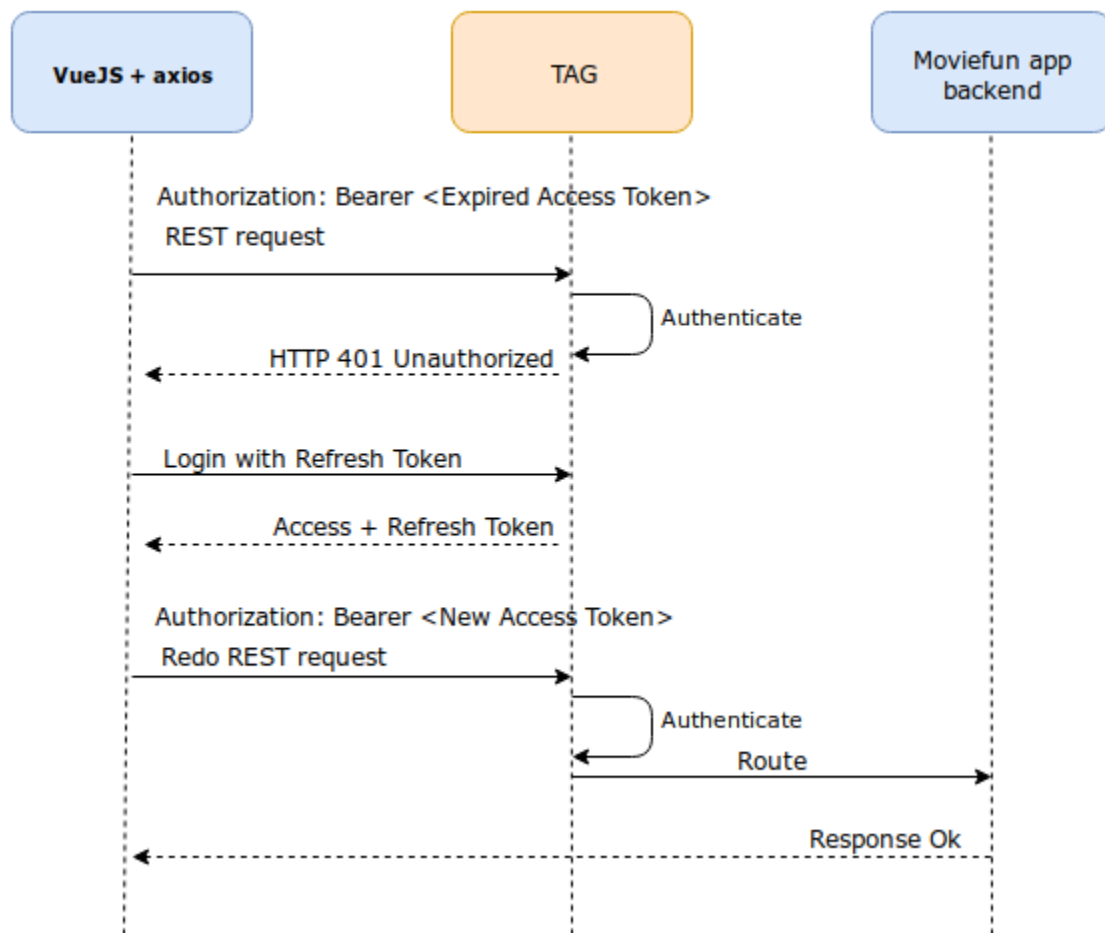 VueJS + axios
TAG
Moviefun app
backend
Authorization: Bearer <Expired Access Token>
REST request
Authenticate
HTTP 401 Unauthorized
Login with Refresh Token
Access + Refresh Token
Authorization: Bearer <New Access Token>
Redo REST request
Authenticate
Route
Response Ok